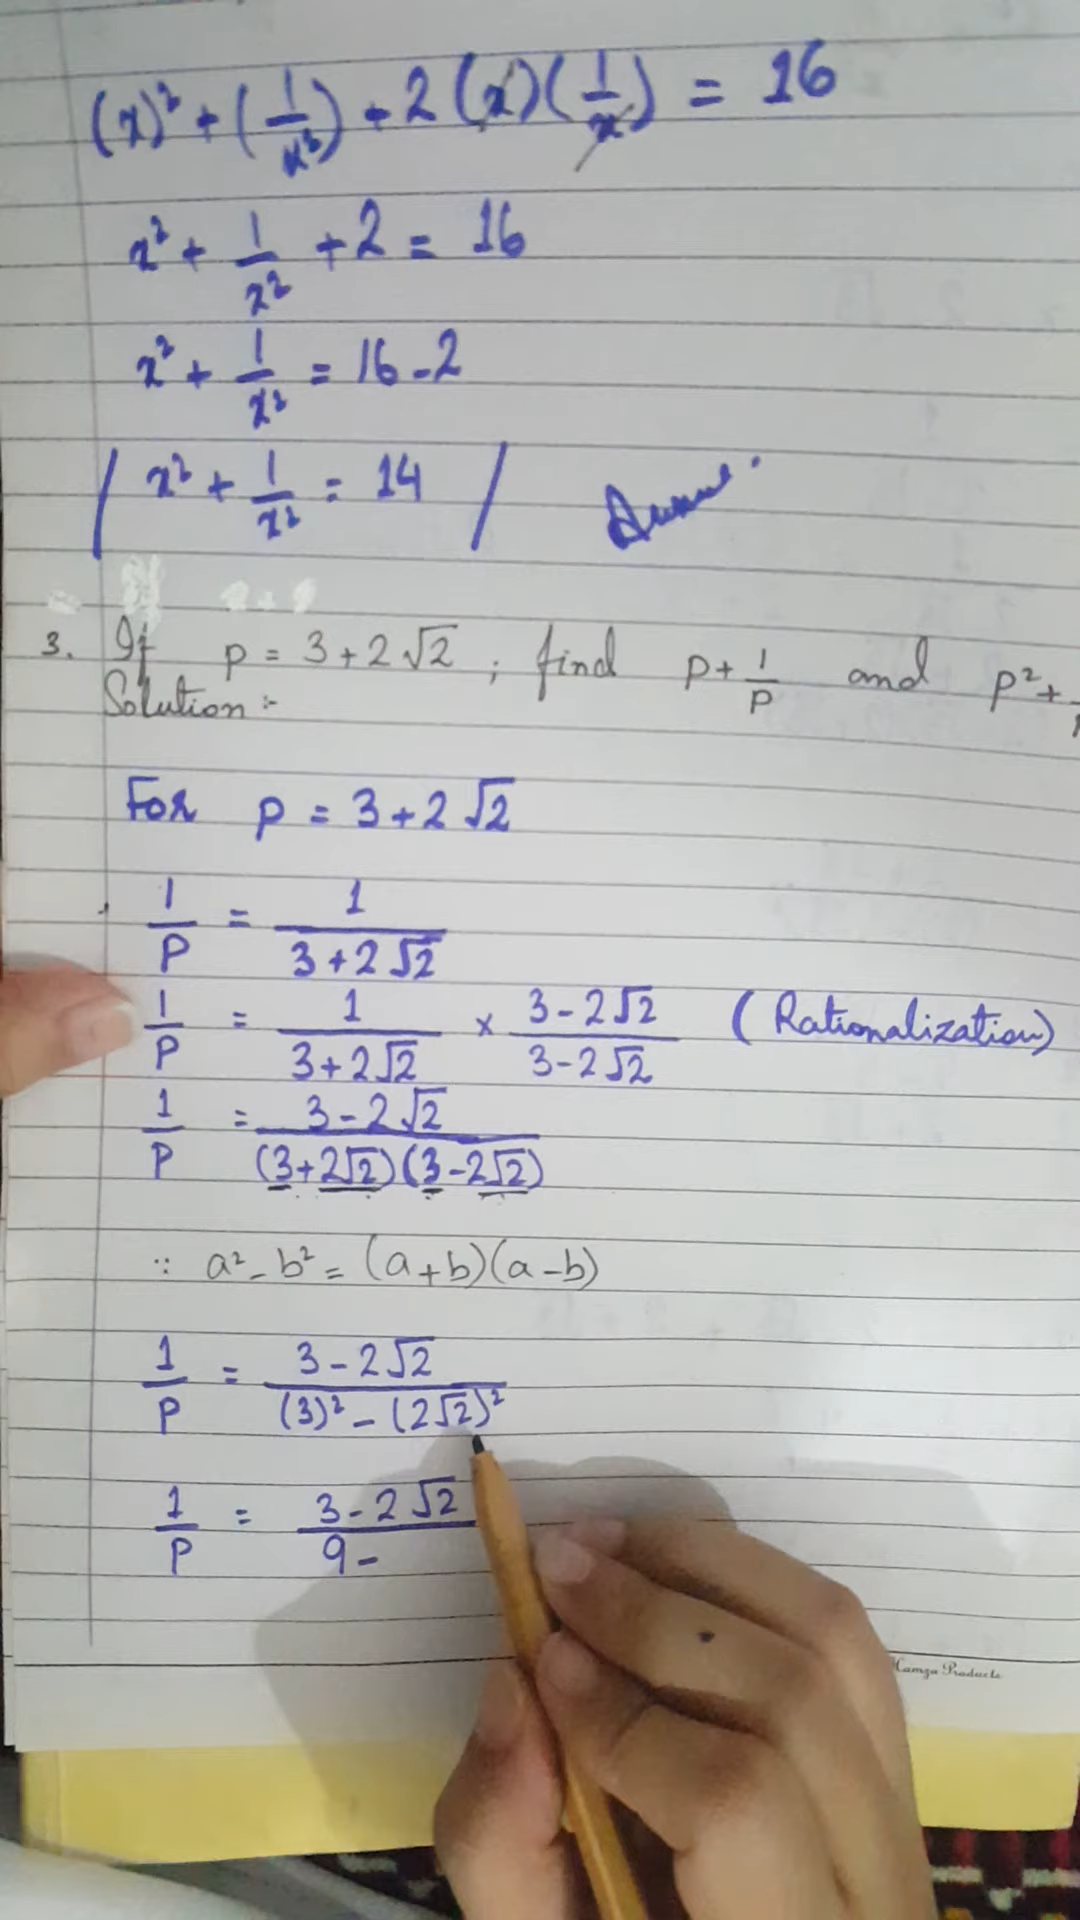 (x)² + (1/x²) + 2(x)(1/x) = 16
x² + 1/x² + 2 = 16
x² + 1/x² = 16 - 2
x² + 1/x² = 14
3. If p = 3 + 2√2 ; find p + 1/p and p² +
Solution :-
For p = 3 + 2√2
1/p = 1/(3 + 2√2)
1/p = 1/(3 + 2√2) × (3 - 2√2)/(3 - 2√2) (Rationalization)
1/p = (3 - 2√2)/((3 + 2√2)(3 - 2√2))
∵ a² - b² = (a + b)(a - b)
1/p = (3 - 2√2)/((3)² - (2√2)²)
1/p = (3 - 2√2)/(9 -
Hamza Products